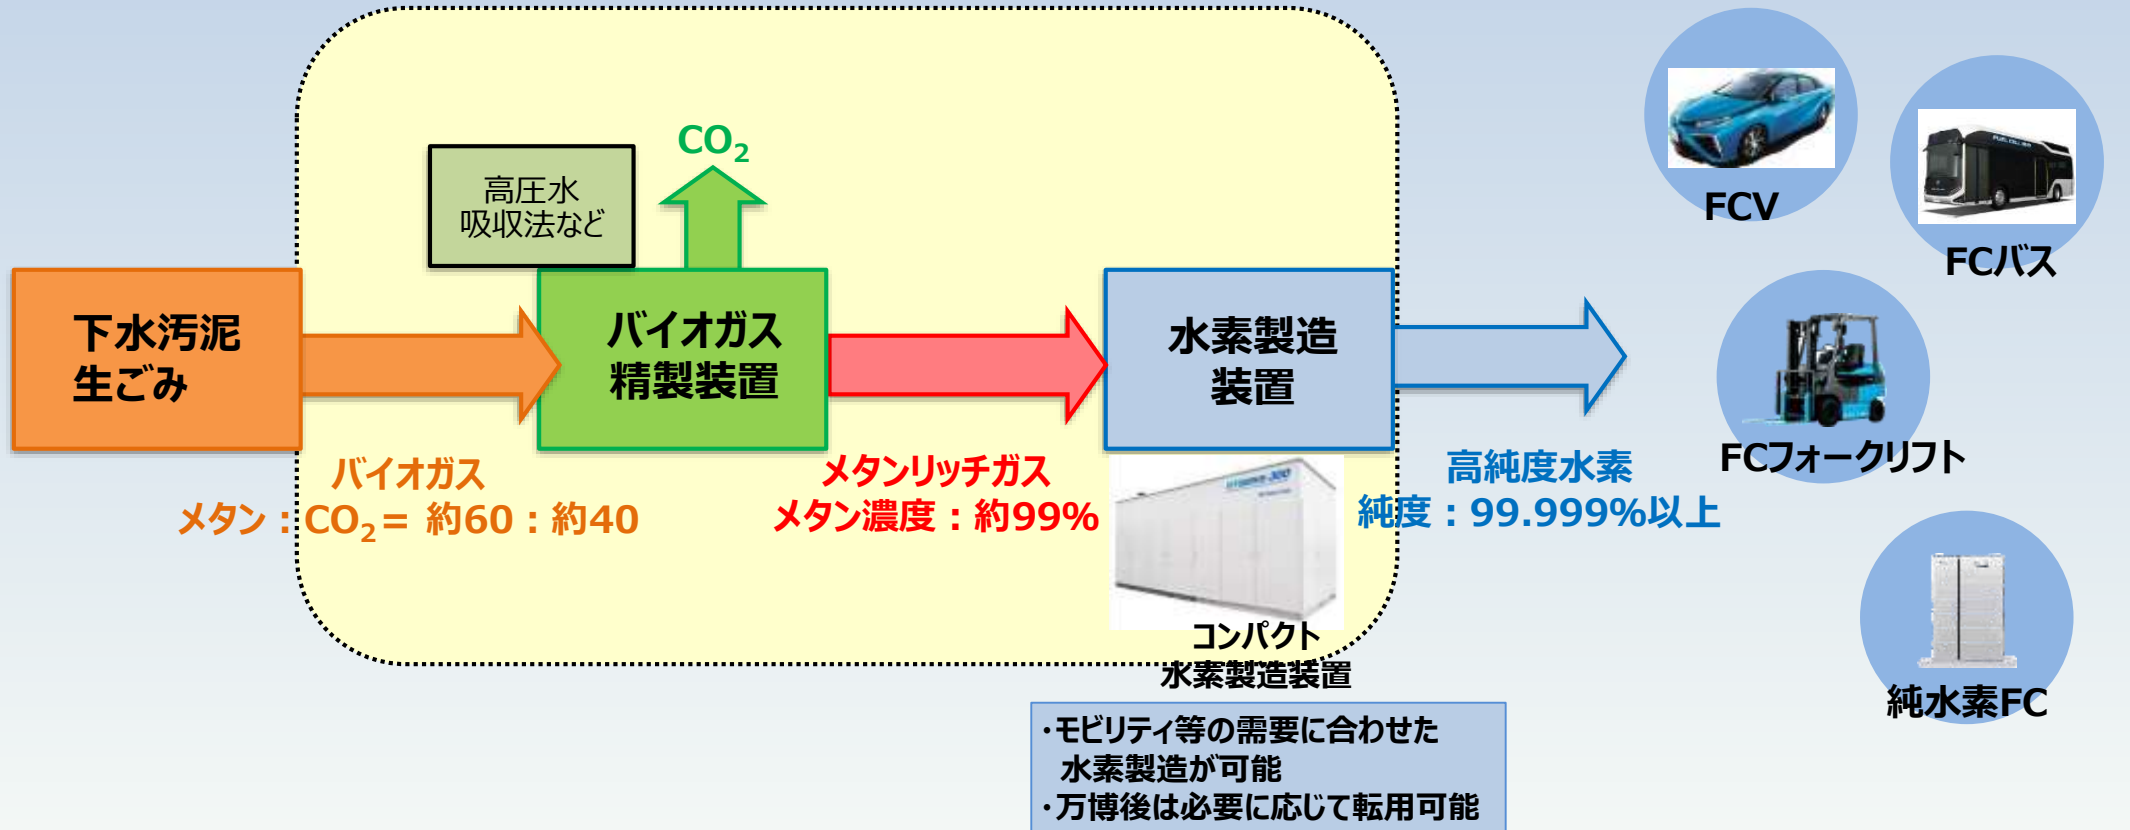 CO₂
高圧水
吸収法など
下水汚泥
生ごみ
バイオガス
精製装置
水素製造
装置
バイオガス
メタン:CO₂= 約60:約40
メタンリッチガス
メタン濃度:約99%
高純度水素
純度:99.999%以上
コンパクト
水素製造装置
・モビリティ等の需要に合わせた
水素製造が可能
・万博後は必要に応じて転用可能
FCV
FUEL CELL BUS
FCバス
FCフォークリフト
純水素FC